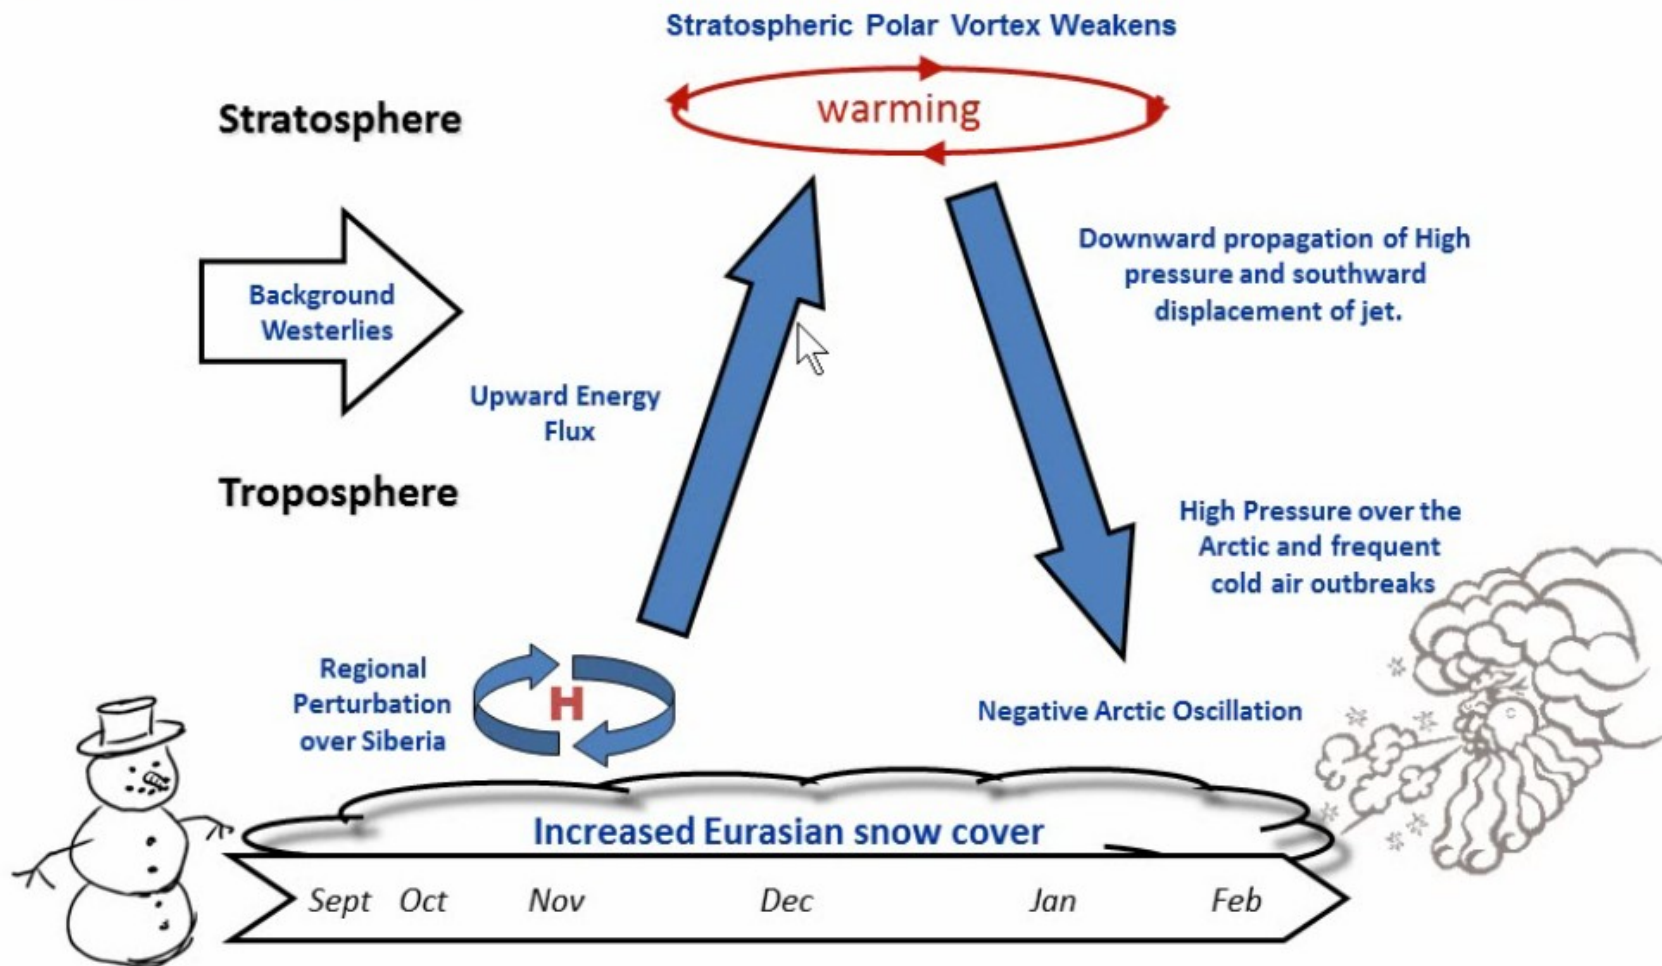 Stratospheric Polar Vortex Weakens
warming
Stratosphere
Background
Westerlies
Downward propagation of High
pressure and southward
displacement of jet.
Upward Energy
Flux
Troposphere
High Pressure over the
Arctic and frequent
cold air outbreaks
Regional
Perturbation
over Siberia
H
Negative Arctic Oscillation
Increased Eurasian snow cover
Sept Oct Nov Dec Jan Feb